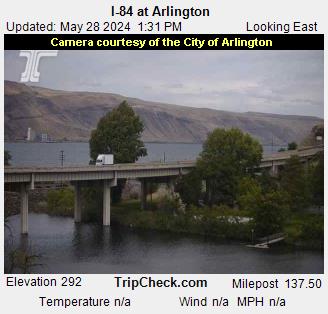 I-84 at Arlington
Updated: May 28 2024 1:31 PM Looking East
Camera courtesy of the City of Arlington
Elevation 292 TripCheck.com Milepost 137.50
Temperature n/a Wind n/a MPH n/a